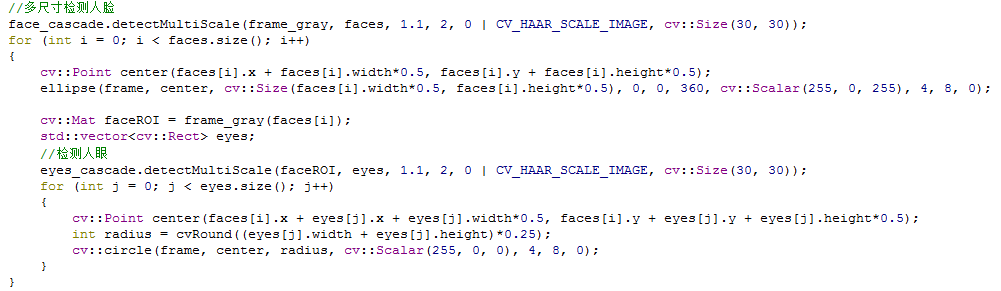 //多尺寸检测人脸
face_cascade.detectMultiScale(frame_gray, faces, 1.1, 2, 0 | CV_HAAR_SCALE_IMAGE, cv::Size(30, 30));
for (int i = 0; i < faces.size(); i++)
{
    cv::Point center(faces[i].x + faces[i].width*0.5, faces[i].y + faces[i].height*0.5);
    ellipse(frame, center, cv::Size(faces[i].width*0.5, faces[i].height*0.5), 0, 0, 360, cv::Scalar(255, 0, 255), 4, 8, 0);

    cv::Mat faceROI = frame_gray(faces[i]);
    std::vector<cv::Rect> eyes;
    //检测人眼
    eyes_cascade.detectMultiScale(faceROI, eyes, 1.1, 2, 0 | CV_HAAR_SCALE_IMAGE, cv::Size(30, 30));
    for (int j = 0; j < eyes.size(); j++)
    {
        cv::Point center(faces[i].x + eyes[j].x + eyes[j].width*0.5, faces[i].y + eyes[j].y + eyes[j].height*0.5);
        int radius = cvRound((eyes[j].width + eyes[j].height)*0.25);
        cv::circle(frame, center, radius, cv::Scalar(255, 0, 0), 4, 8, 0);
    }
}